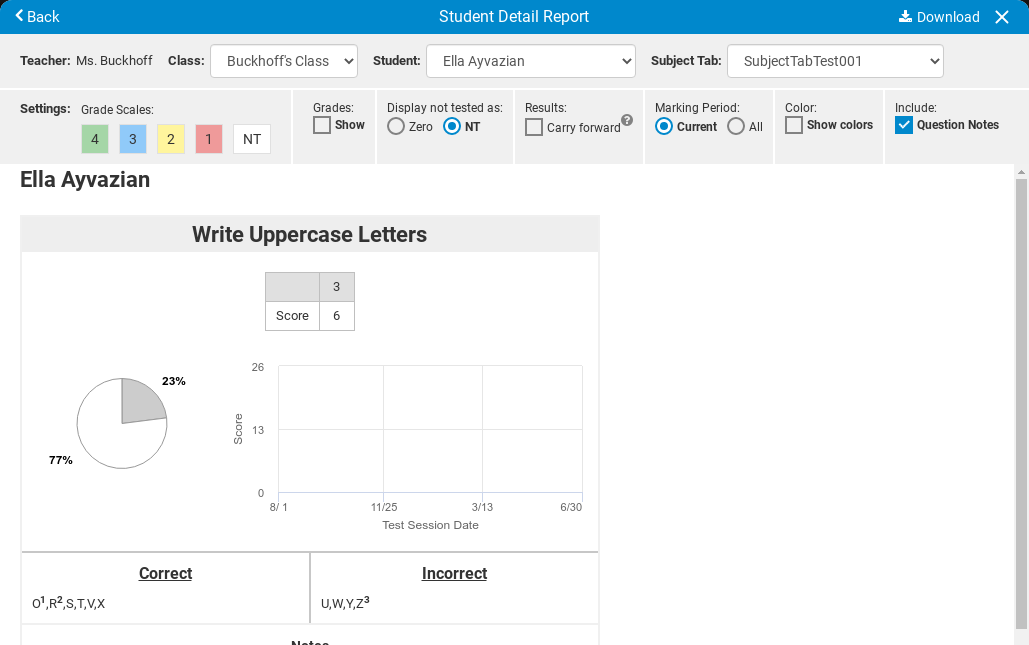 Back
Student Detail Report
Download
Teacher: Ms. Buckhoff
Class: Buckhoff's Class
Student: Ella Ayvazian
Subject Tab: SubjectTabTest001
Settings:
Grade Scales:
4 3 2 1 NT
Grades:
Show
Display not tested as:
Zero NT
Results:
Carry forward ?
Marking Period:
Current All
Color:
Show colors
Include:
Question Notes
Ella Ayvazian
Write Uppercase Letters
3
Score 6
23%
77%
26
13
0
Score
8/ 1 11/25 3/13 6/30
Test Session Date
Correct
O¹,R²,S,T,V,X
Incorrect
U,W,Y,Z³
Notes